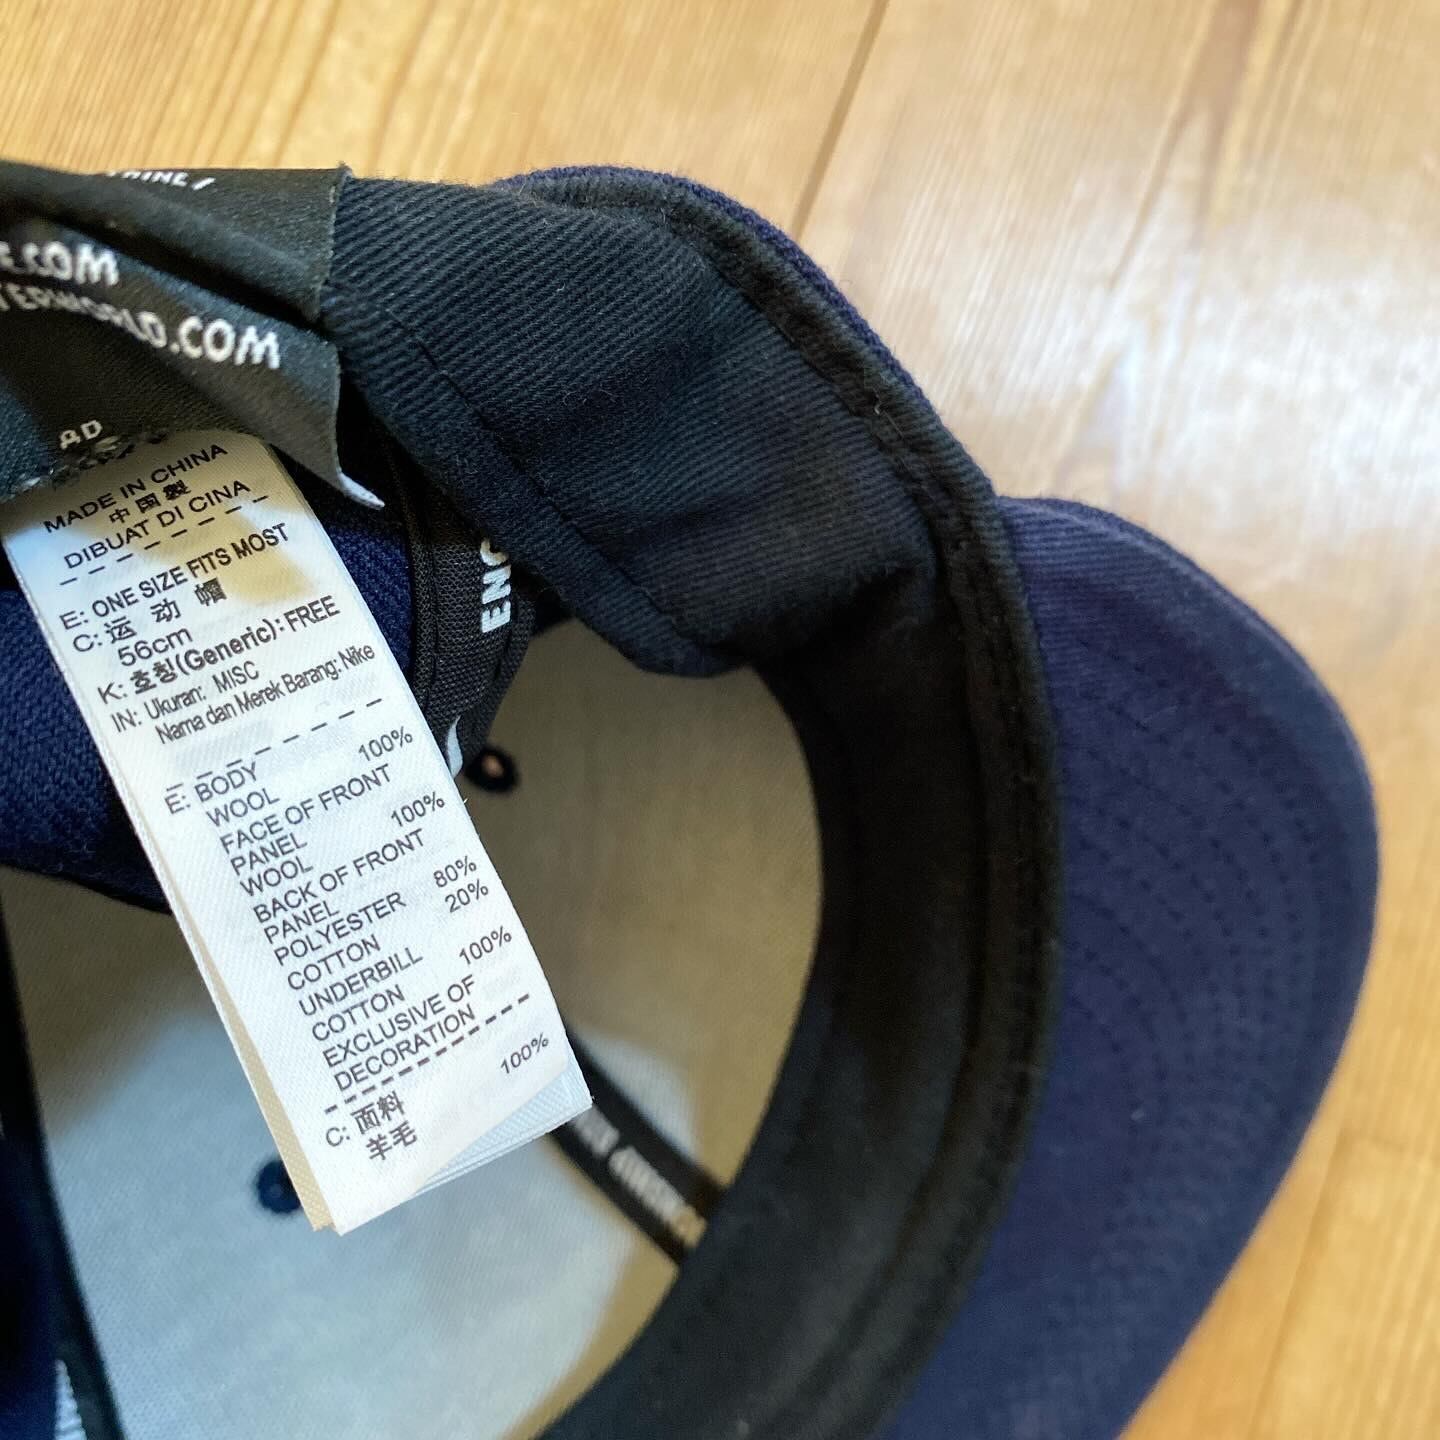 E.COM
TERWORLD.COM
AD
MADE IN CHINA
中国製
DIBUAT DI CINA
E: ONE SIZE FITS MOST
C: 运 动 帽
56cm
K: 호칭(Generic): FREE
IN: Ukuran: MISC
Nama dan Merek Barang: Nike
E: BODY 100%
WOOL
FACE OF FRONT
PANEL 100%
WOOL
BACK OF FRONT
PANEL
POLYESTER 80%
COTTON 20%
UNDERBILL
COTTON 100%
EXCLUSIVE OF
DECORATION
C: 面料 100%
羊毛
ENG